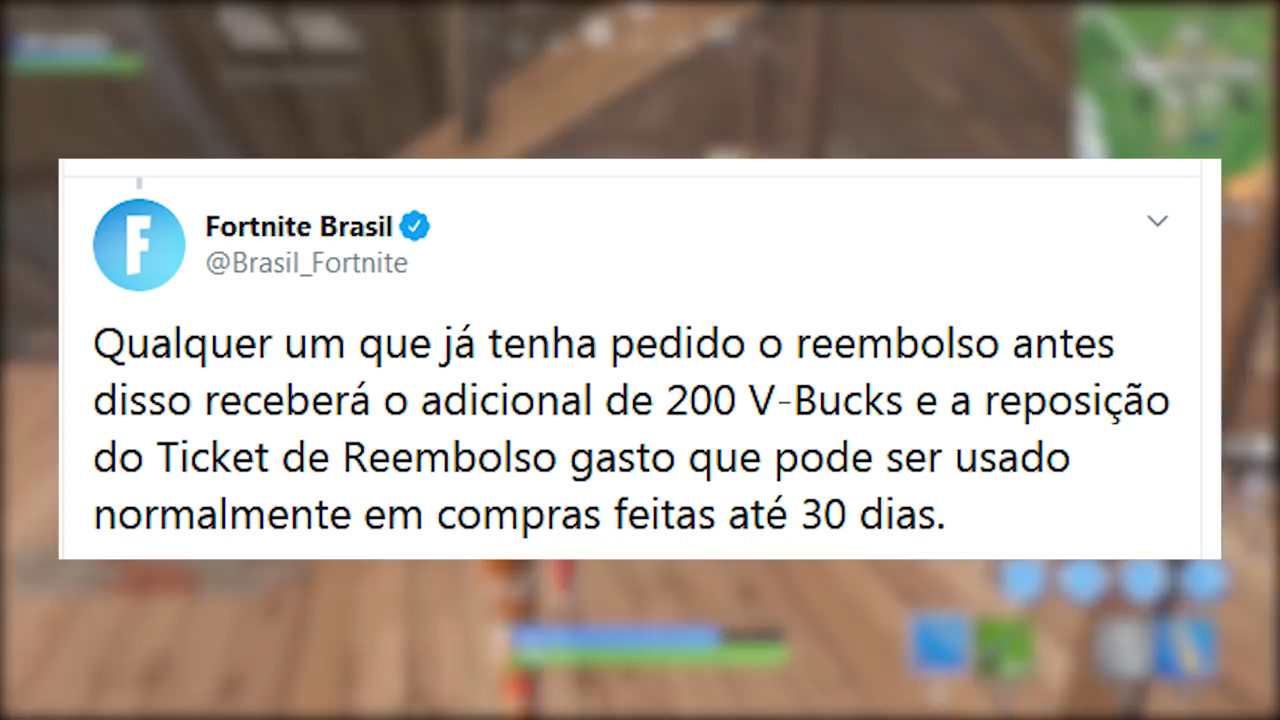 Fortnite Brasil
@Brasil_Fortnite
Qualquer um que já tenha pedido o reembolso antes
disso receberá o adicional de 200 V-Bucks e a reposição
do Ticket de Reembolso gasto que pode ser usado
normalmente em compras feitas até 30 dias.